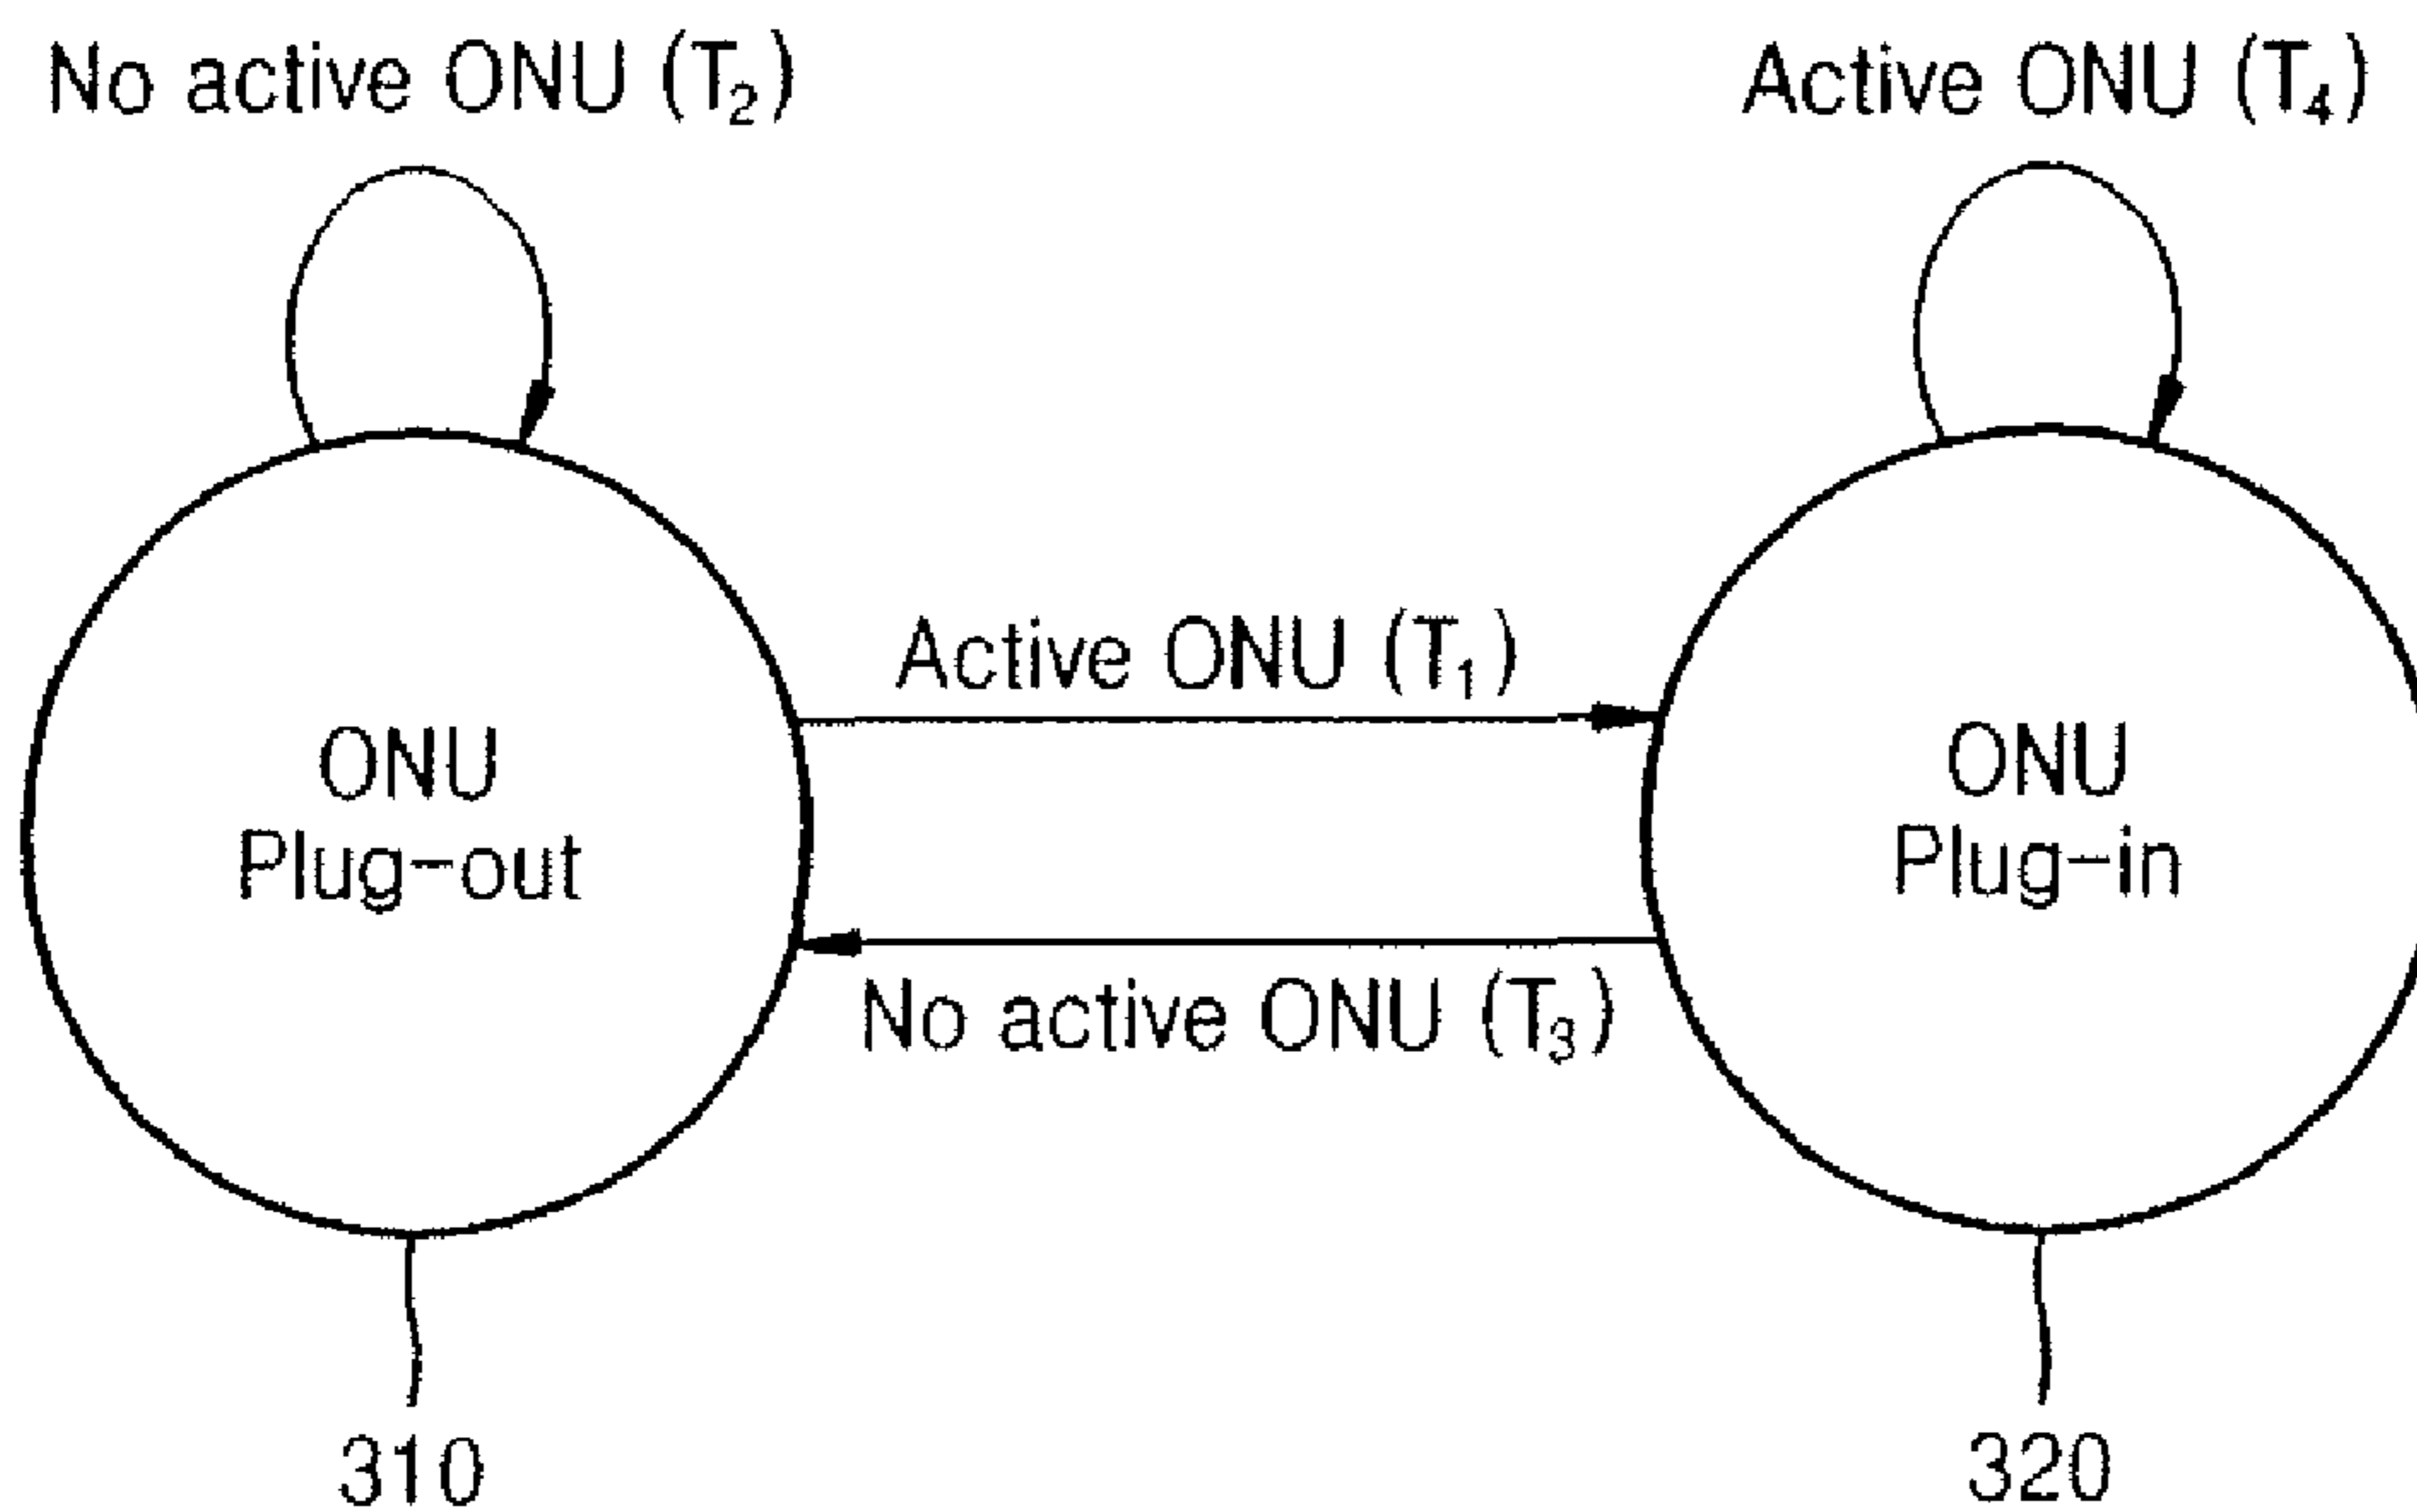 No active ONU (T₂)
Active ONU (T₄)
Active ONU (T₁)
ONU
Plug-out
ONU
Plug-in
No active ONU (T₃)
310
320